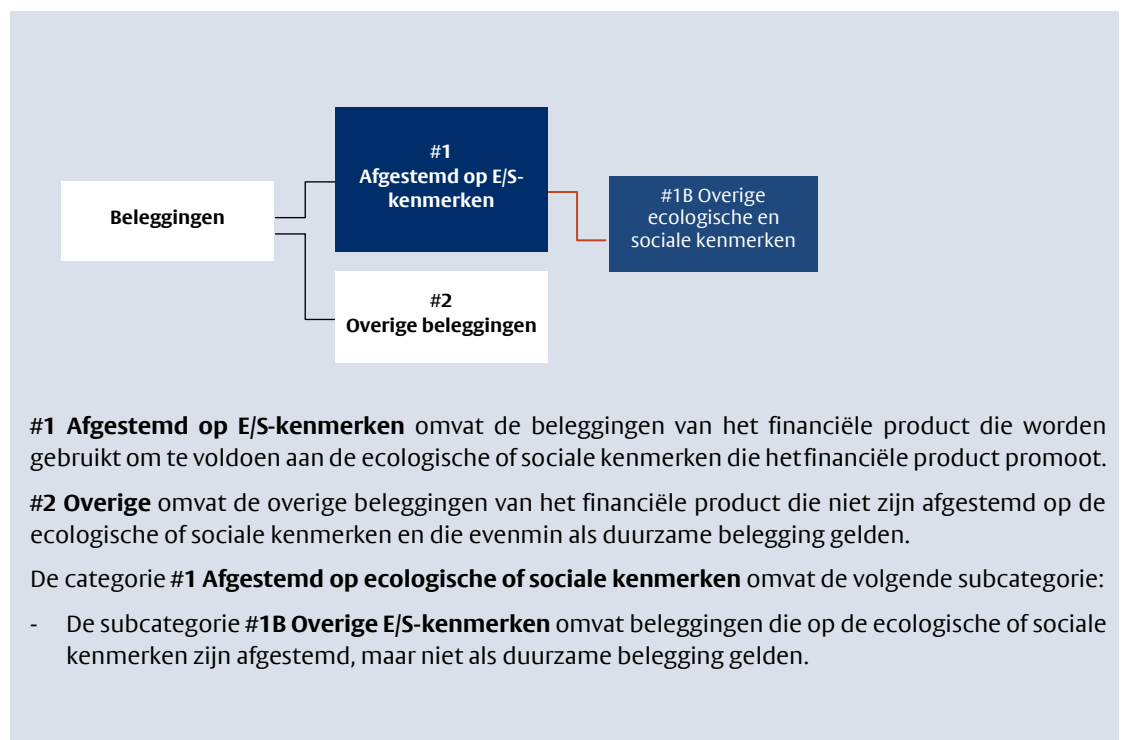 #1
Afgestemd op E/S-
kenmerken
Beleggingen
#1B Overige
ecologische en
sociale kenmerken
#2
Overige beleggingen
#1 Afgestemd op E/S-kenmerken omvat de beleggingen van het financiële product die worden
gebruikt om te voldoen aan de ecologische of sociale kenmerken die hetfinanciële product promoot.
#2 Overige omvat de overige beleggingen van het financiële product die niet zijn afgestemd op de
ecologische of sociale kenmerken en die evenmin als duurzame belegging gelden.
De categorie #1 Afgestemd op ecologische of sociale kenmerken omvat de volgende subcategorie:
- De subcategorie #1B Overige E/S-kenmerken omvat beleggingen die op de ecologische of sociale
kenmerken zijn afgestemd, maar niet als duurzame belegging gelden.